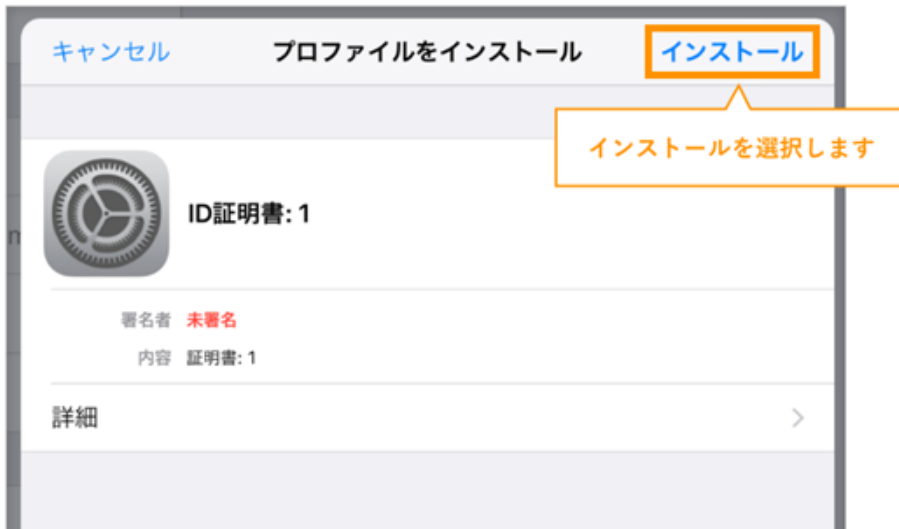 キャンセル プロファイルをインストール インストール
インストールを選択します
ID証明書: 1
署名者 未署名
内容 証明書: 1
詳細